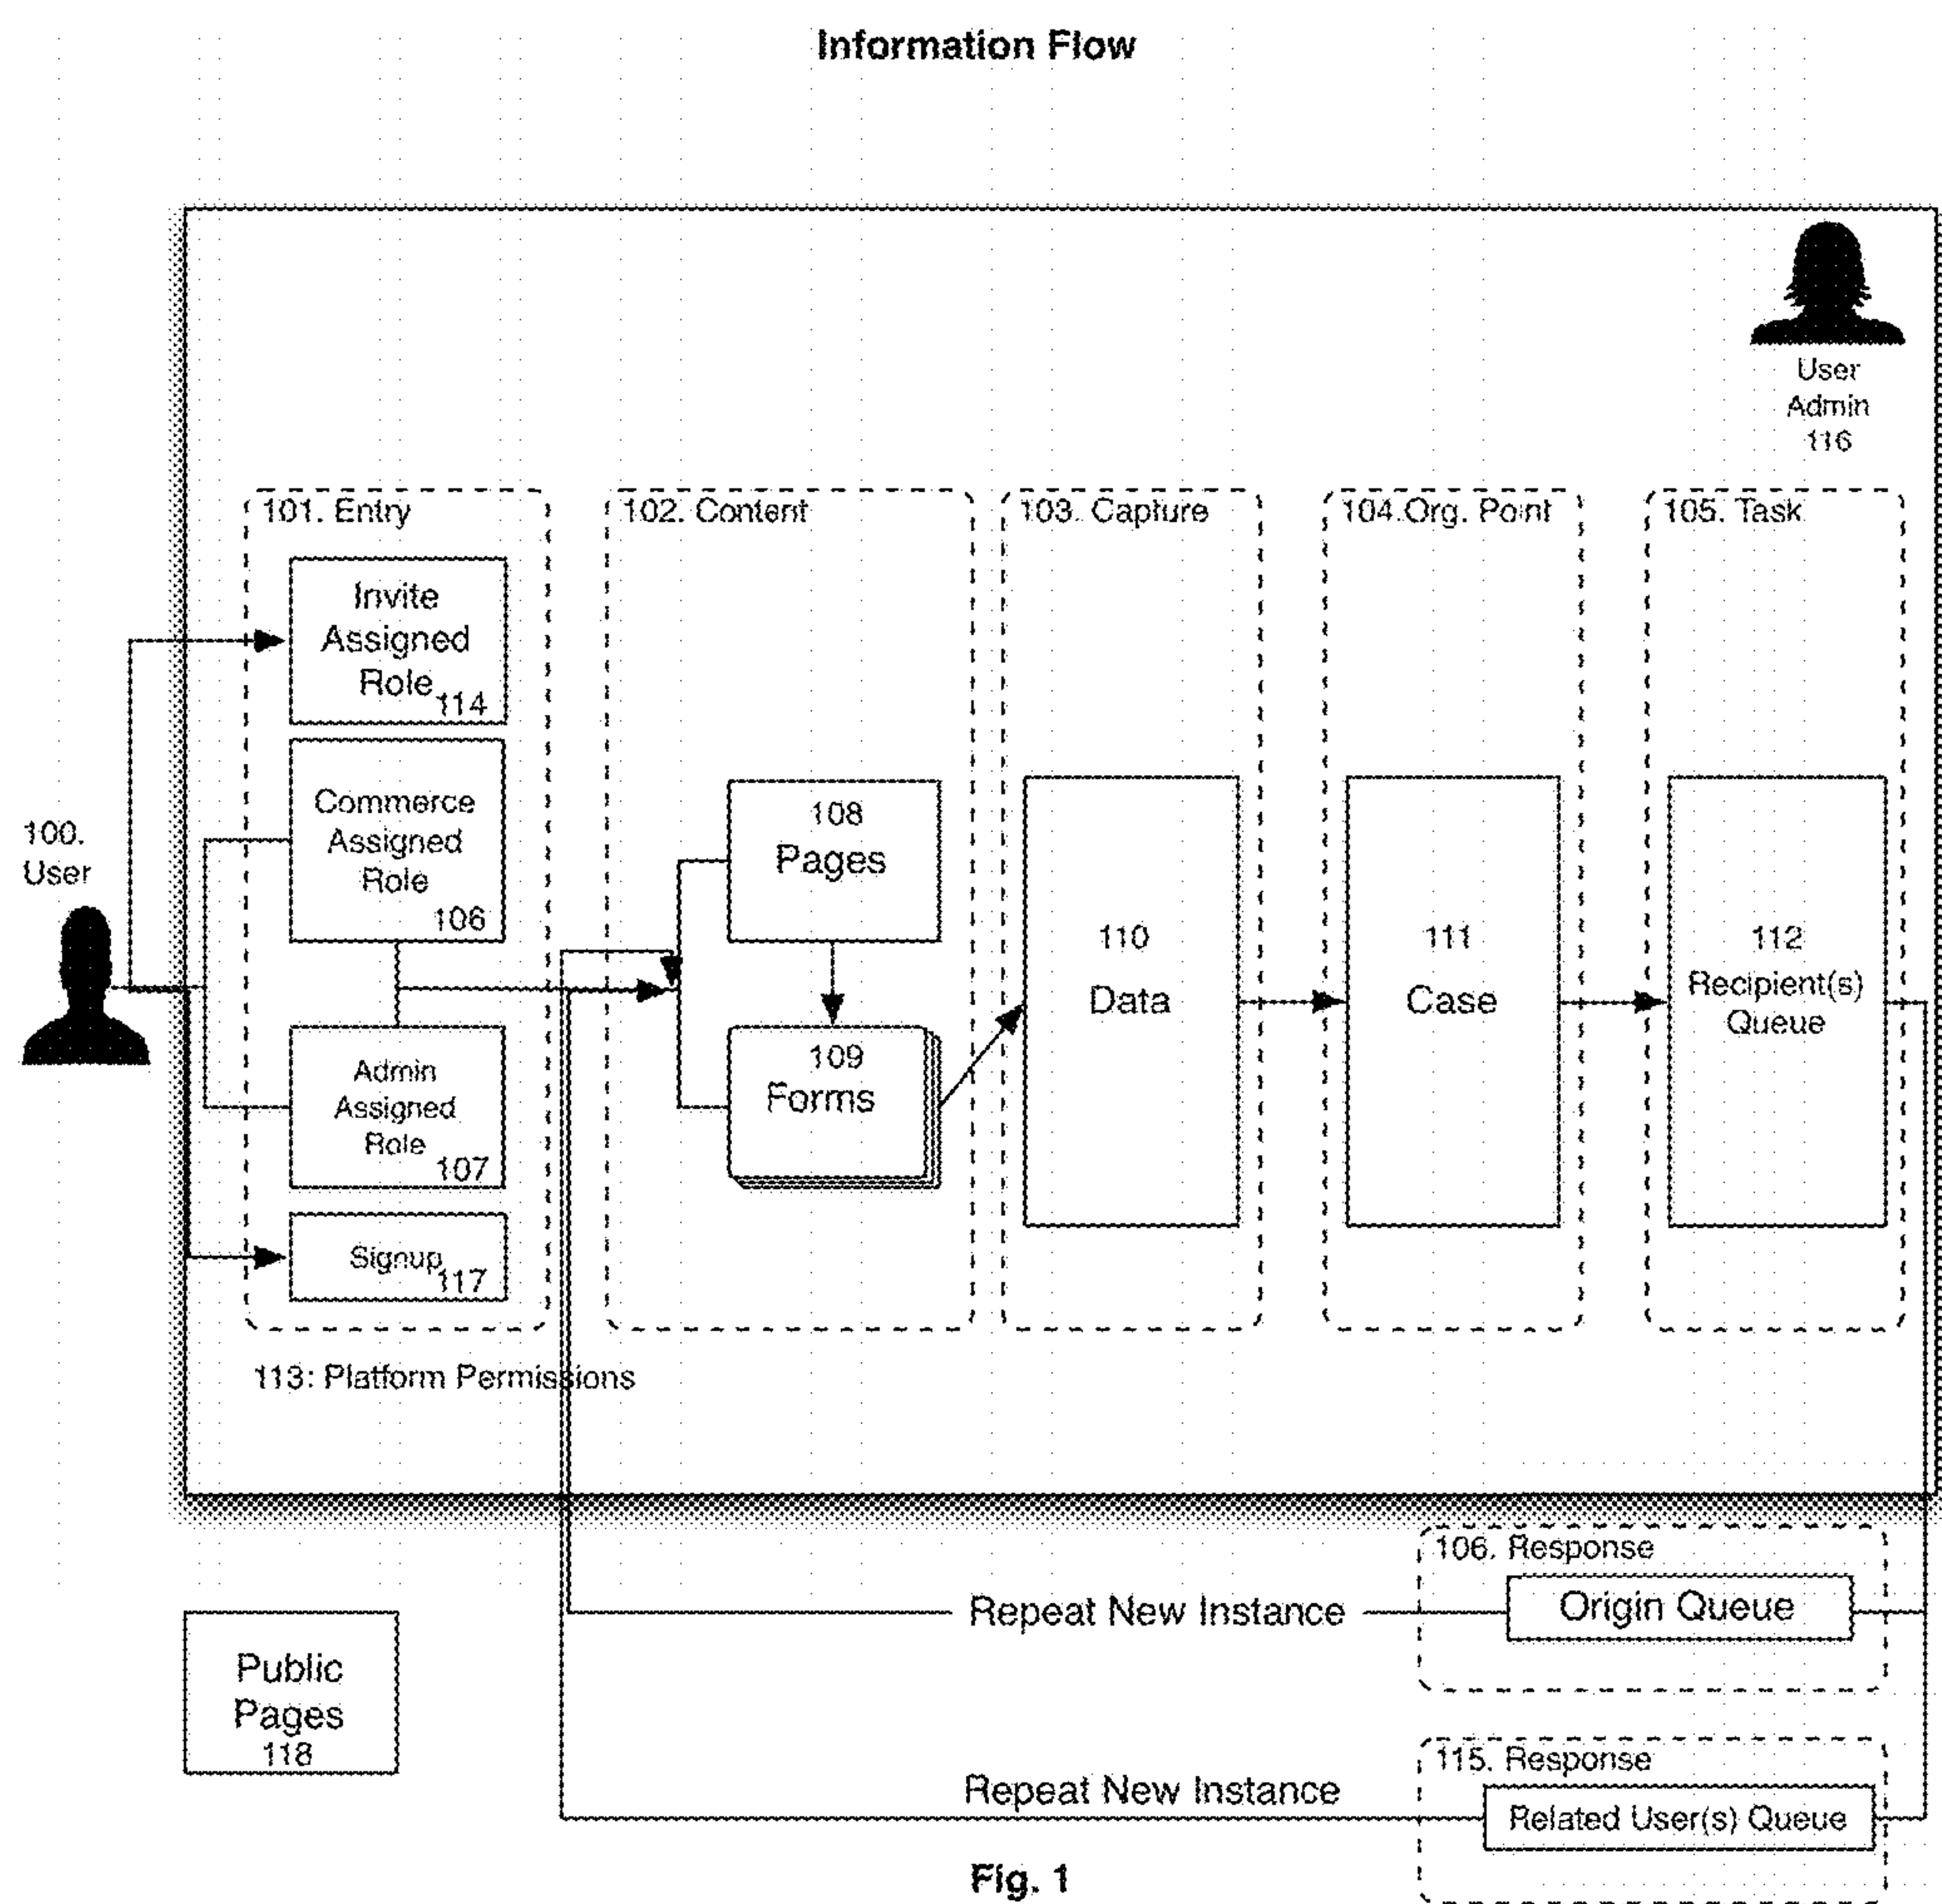 Information Flow
User
Admin
116
101. Entry
102. Content
103. Capture
104.Org. Point
105. Task
Invite
Assigned
Role
114
Commerce
Assigned
Role
106
100.
User
Admin
Assigned
Role
107
Signup
117
108
Pages
109
Forms
110
Data
111
Case
112
Recipient(s)
Queue
113: Platform Permissions
106. Response
Origin Queue
Repeat New Instance
Public
Pages
118
115. Response
Related User(s) Queue
Repeat New Instance
Fig. 1